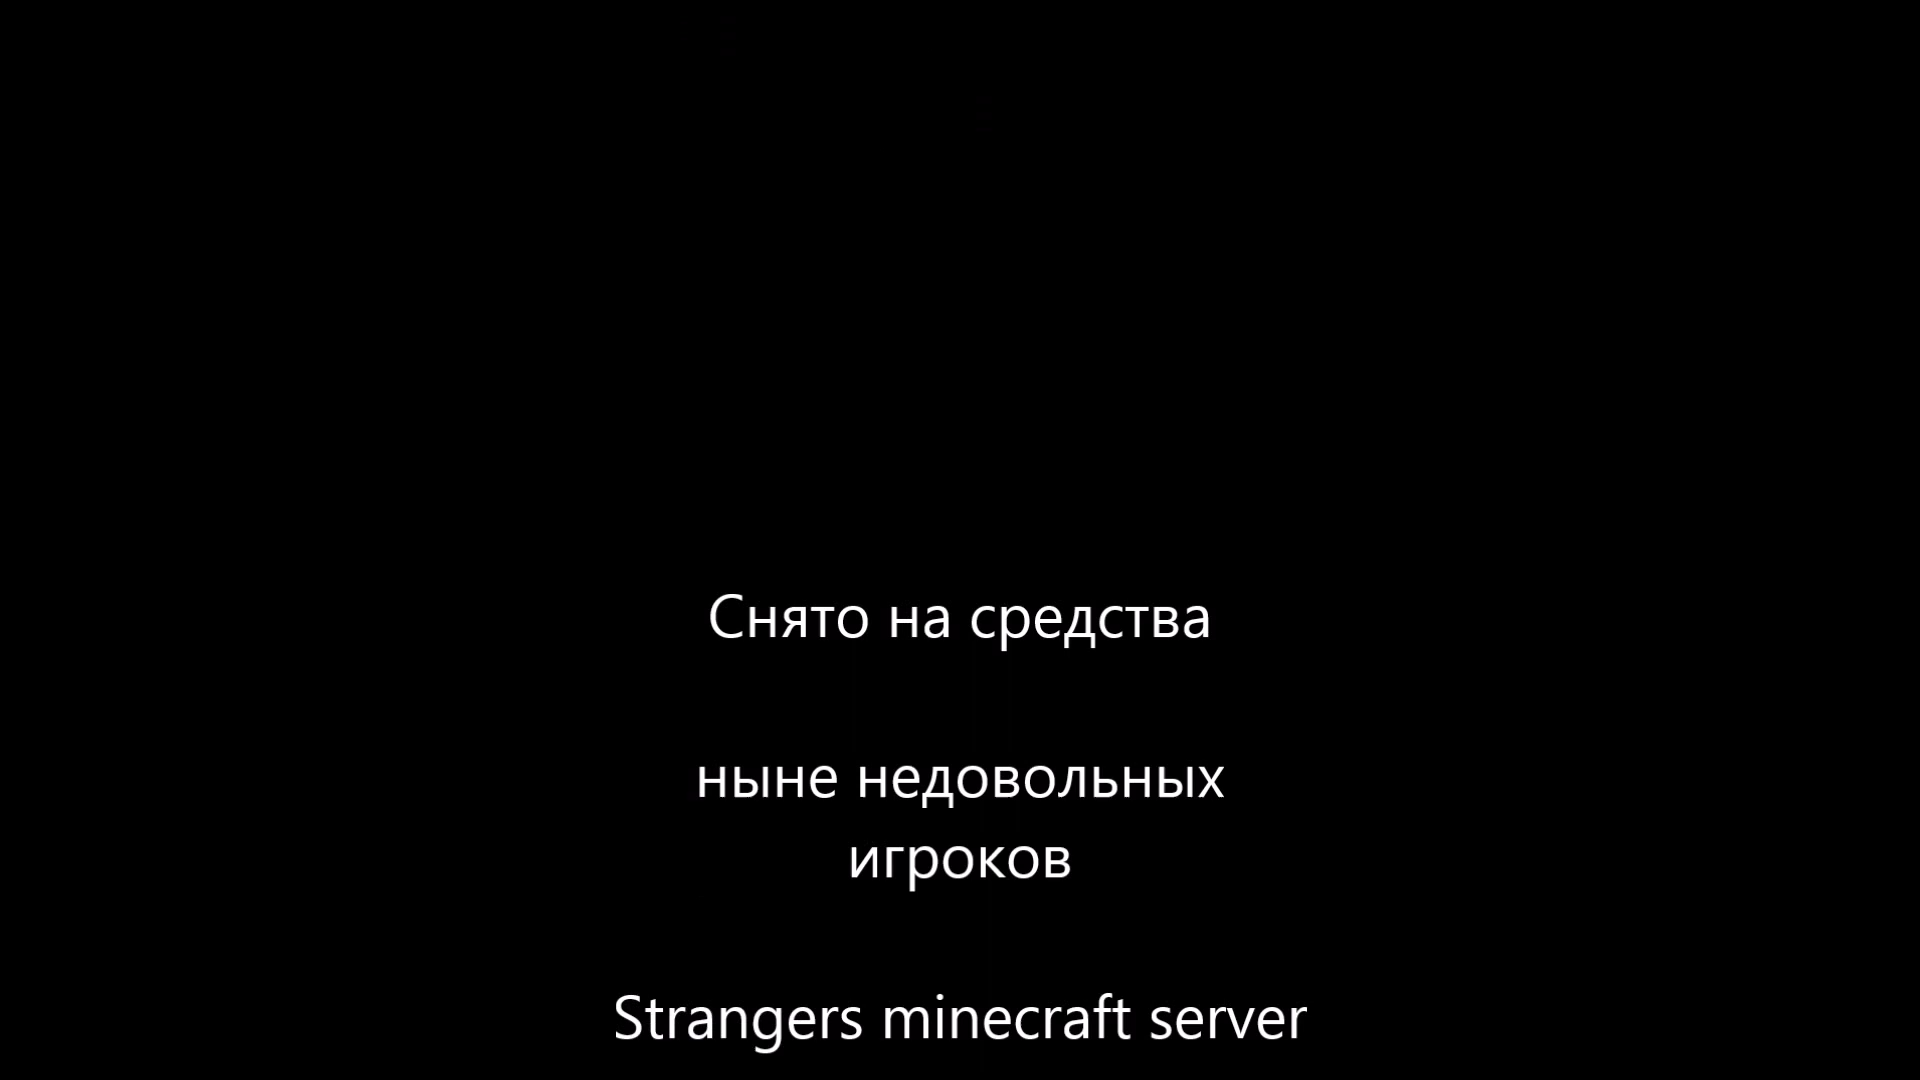 Снято на средства
ныне недовольных
игроков
Strangers minecraft server